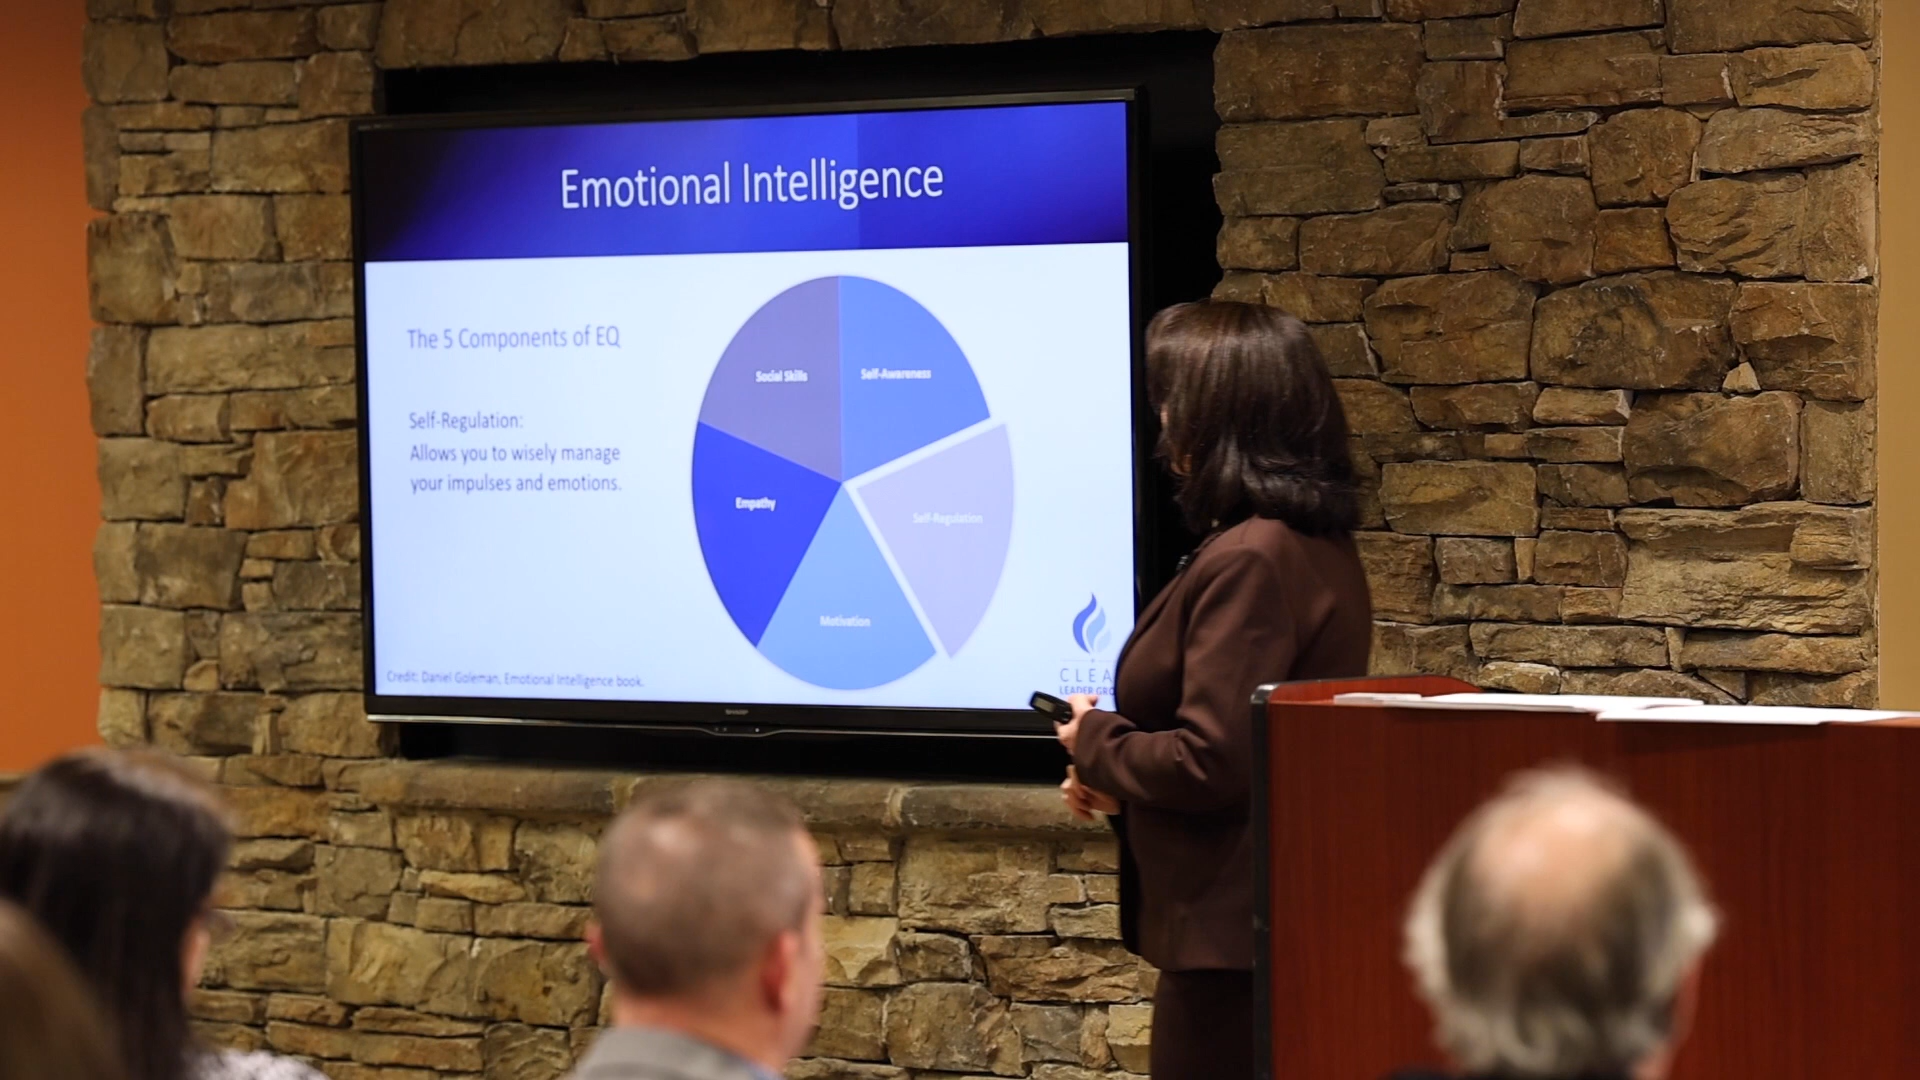 Emotional Intelligence
The 5 Components of EQ
Self-Regulation:
Allows you to wisely manage
your impulses and emotions.
Social Skills
Self-Awareness
Empathy
Self-Regulation
Motivation
Credit: Daniel Goleman, Emotional Intelligence book.
CLEA
LEADER GRO
SHARP